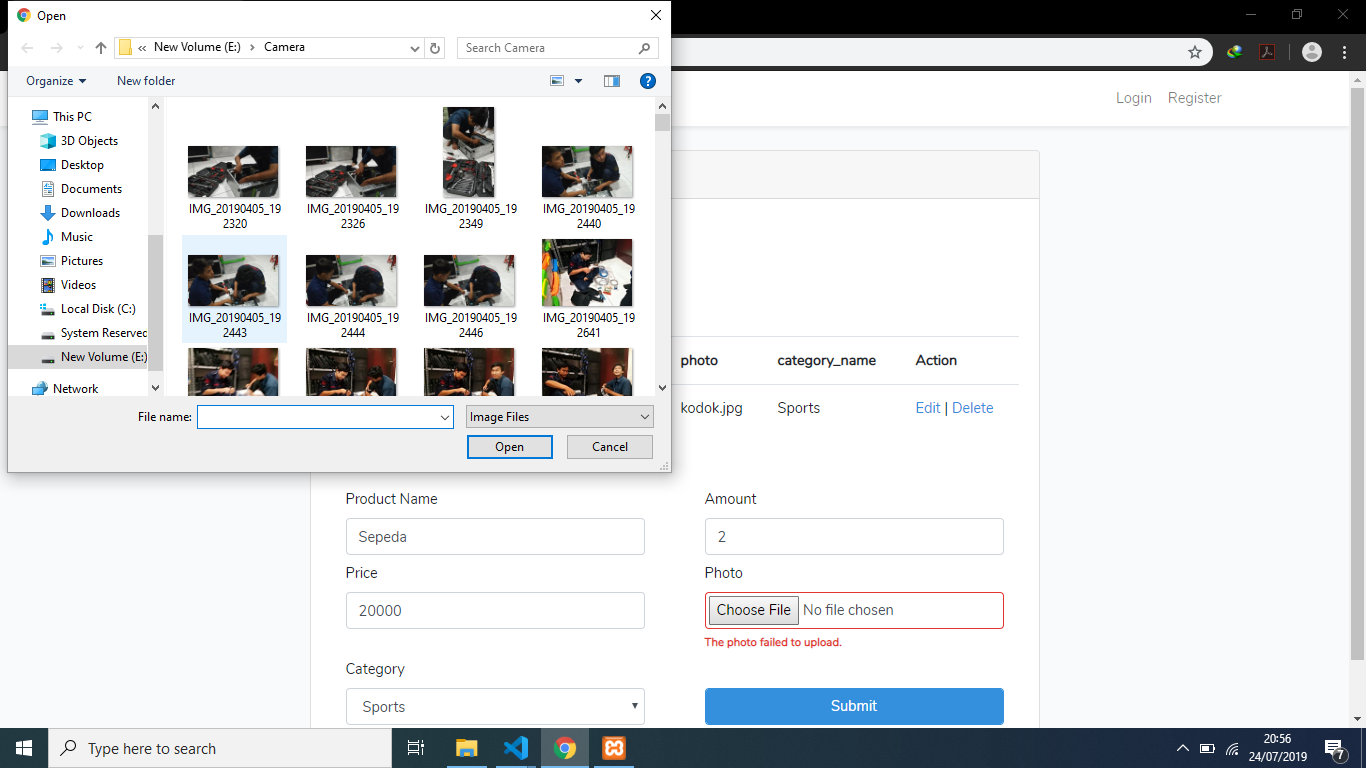 Open
New Volume (E:)
Camera
Search Camera
Organize
New folder
This PC
3D Objects
Desktop
Documents
Downloads
Music
Pictures
Videos
Local Disk (C:)
System Reserved
New Volume (E:)
Network
IMG_20190405_192320
IMG_20190405_192326
IMG_20190405_192349
IMG_20190405_192440
IMG_20190405_192443
IMG_20190405_192444
IMG_20190405_192446
IMG_20190405_192641
File name:
Image Files
Open
Cancel
Login
Register
photo
category_name
Action
kodok.jpg
Sports
Edit | Delete
Product Name
Amount
Sepeda
2
Price
Photo
20000
Choose File No file chosen
The photo failed to upload.
Category
Sports
Submit
Type here to search
20:56
24/07/2019
7